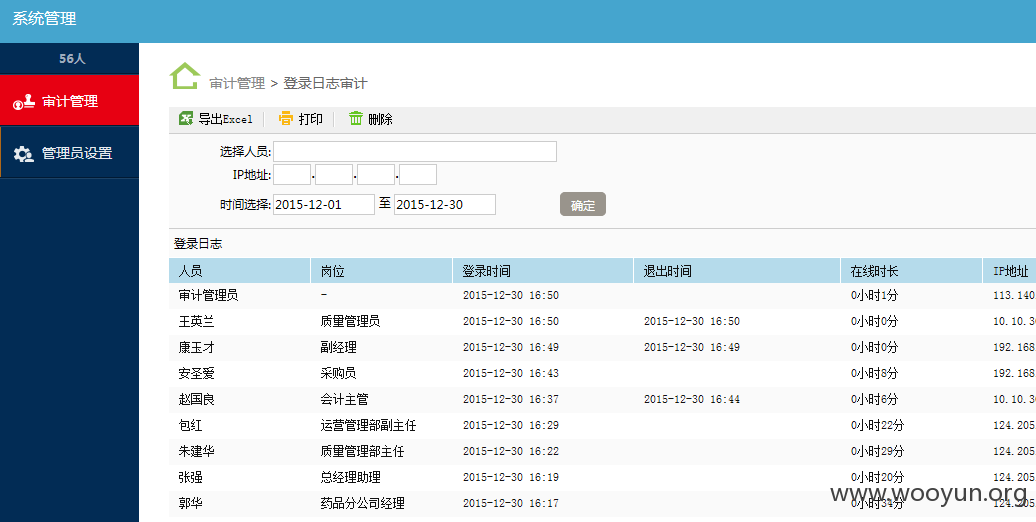 系统管理
56人
审计管理
管理员设置
审计管理 > 登录日志审计
导出Excel 打印 删除
选择人员:
IP地址: . . .
时间选择: 2015-12-01 至 2015-12-30 确定
登录日志
人员 岗位 登录时间 退出时间 在线时长 IP地址
审计管理员 - 2015-12-30 16:50 0小时1分 113.140
王英兰 质量管理员 2015-12-30 16:50 2015-12-30 16:50 0小时0分 10.10.3
康玉才 副经理 2015-12-30 16:49 2015-12-30 16:49 0小时0分 192.168
安圣爱 采购员 2015-12-30 16:43 0小时8分 192.168
赵国良 会计主管 2015-12-30 16:37 2015-12-30 16:44 0小时6分 10.10.3
包红 运营管理部副主任 2015-12-30 16:29 0小时22分 124.205
朱建华 质量管理部主任 2015-12-30 16:22 0小时29分 124.205
张强 总经理助理 2015-12-30 16:19 0小时20分 124.205
郭华 药品分公司经理 2015-12-30 16:17 0小时34分 124.205
www.wooyun.org